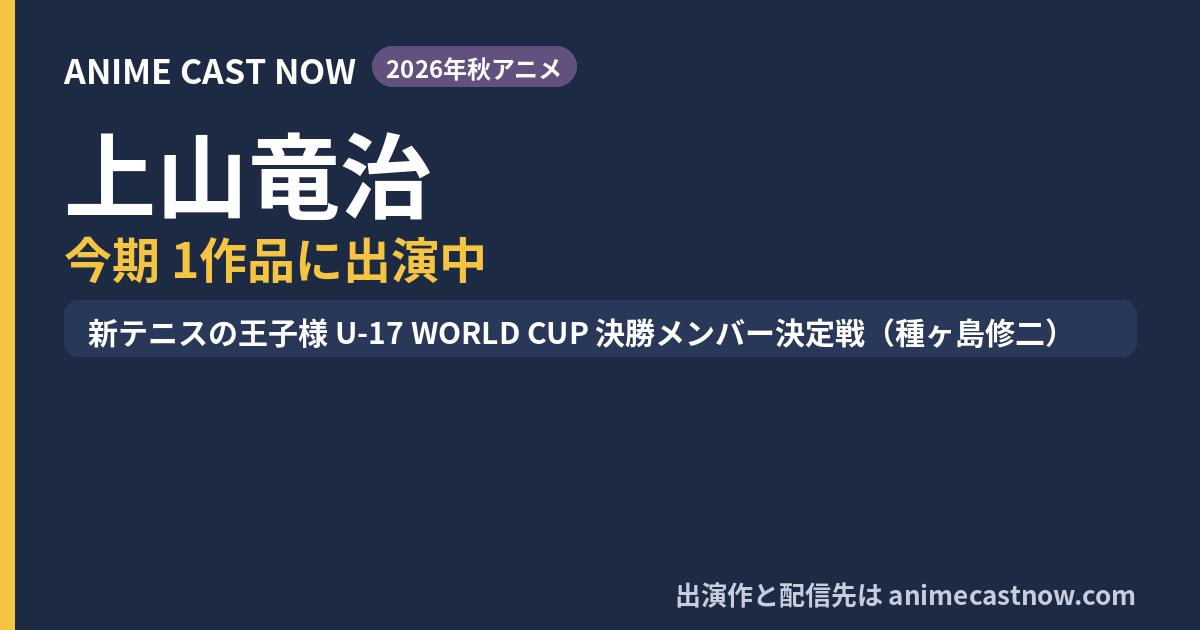 ANIME CAST NOW 2026年秋アニメ
上山竜治
今期 1作品に出演中
新テニスの王子様 U-17 WORLD CUP 決勝メンバー決定戦（種ヶ島修二）
出演作と配信先は animecastnow.com